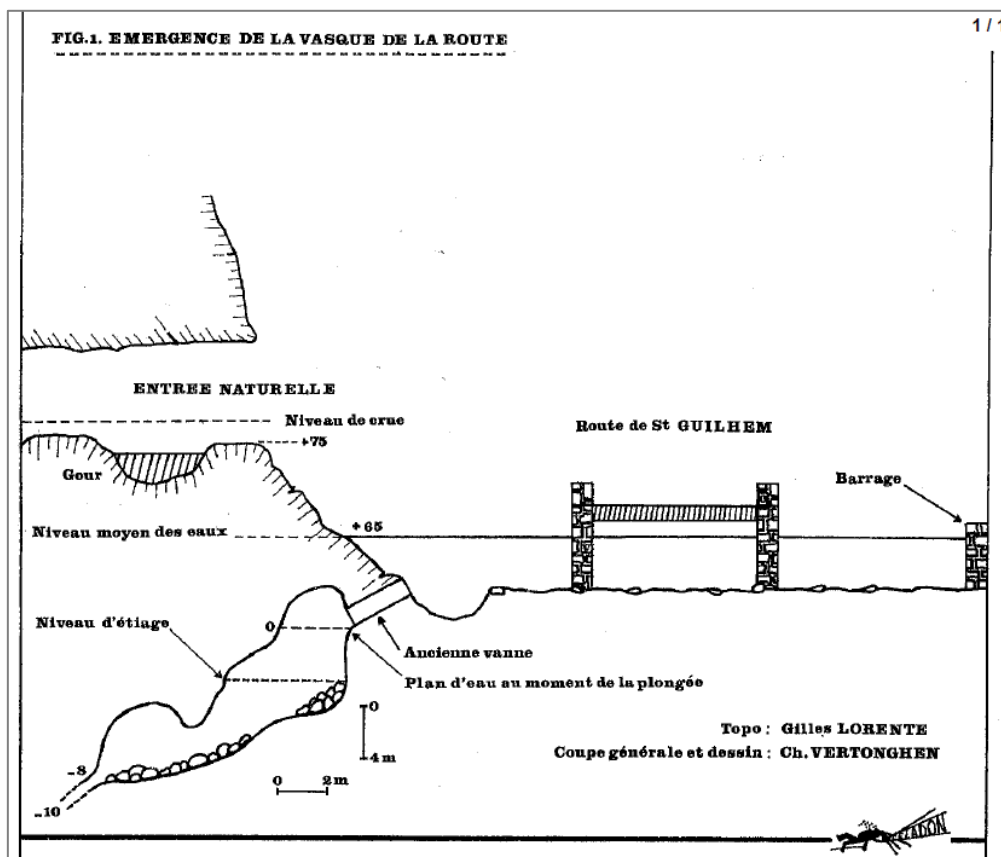 1 / 1
FIG.1. EMERGENCE DE LA VASQUE DE LA ROUTE
ENTREE NATURELLE
Niveau de crue
+75
Route de St GUILHEM
Gour
Barrage
Niveau moyen des eaux
+65
Niveau d'étiage
0
Ancienne vanne
Plan d'eau au moment de la plongée
0
4m
Topo : Gilles LORENTE
Coupe générale et dessin : Ch. VERTONGHEN
-8
0 2m
-10
CELADON